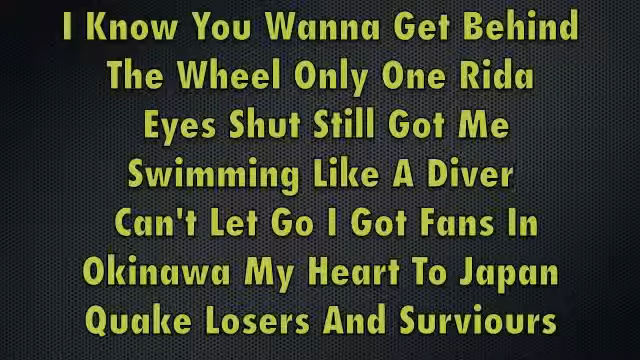 I Know You Wanna Get Behind
The Wheel Only One Rida
Eyes Shut Still Got Me
Swimming Like A Diver
Can't Let Go I Got Fans In
Okinawa My Heart To Japan
Quake Losers And Surviours